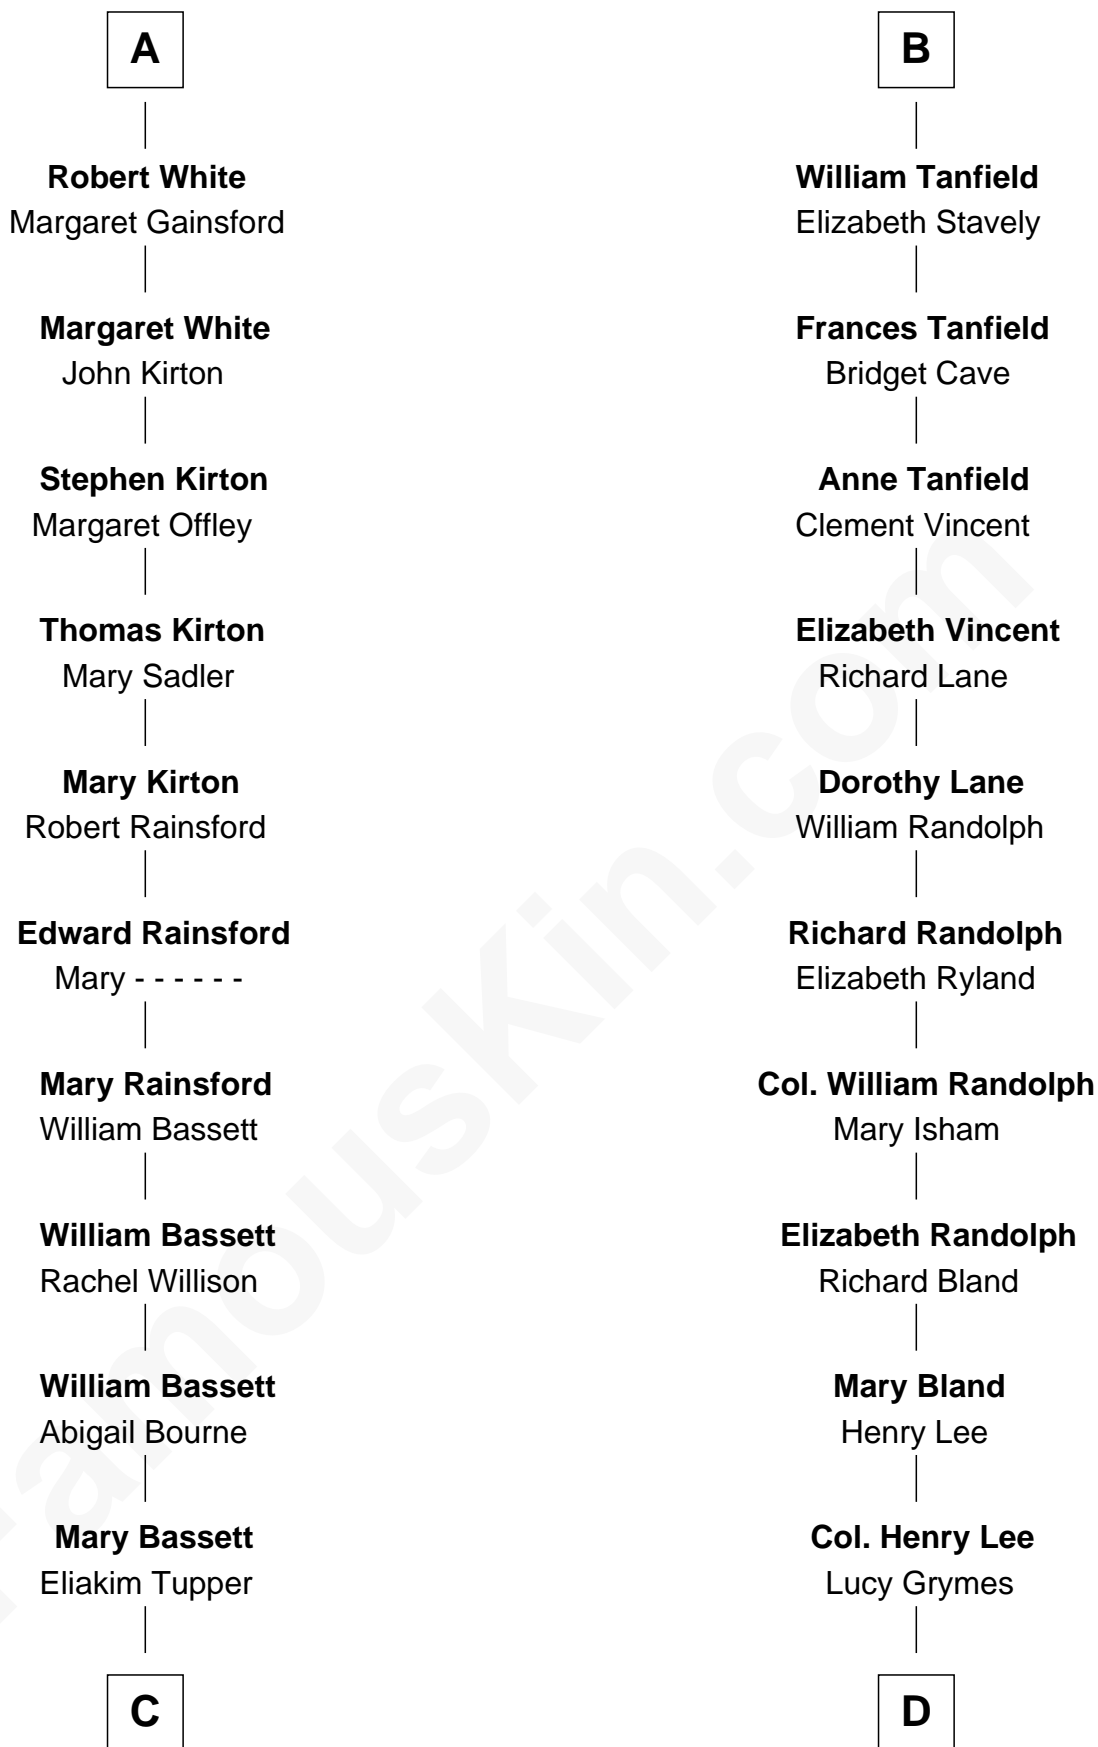 A
Robert White
Margaret Gainsford
Margaret White
John Kirton
Stephen Kirton
Margaret Offley
Thomas Kirton
Mary Sadler
Mary Kirton
Robert Rainsford
Edward Rainsford
Mary - - - - - -
Mary Rainsford
William Bassett
William Bassett
Rachel Willison
William Bassett
Abigail Bourne
Mary Bassett
Eliakim Tupper
C
B
William Tanfield
Elizabeth Stavely
Frances Tanfield
Bridget Cave
Anne Tanfield
Clement Vincent
Elizabeth Vincent
Richard Lane
Dorothy Lane
William Randolph
Richard Randolph
Elizabeth Ryland
Col. William Randolph
Mary Isham
Elizabeth Randolph
Richard Bland
Mary Bland
Henry Lee
Col. Henry Lee
Lucy Grymes
D
FamousKin.com